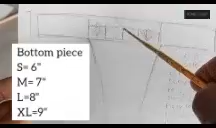 Bottom piece
S= 6"
M= 7"
L=8"
XL=9"